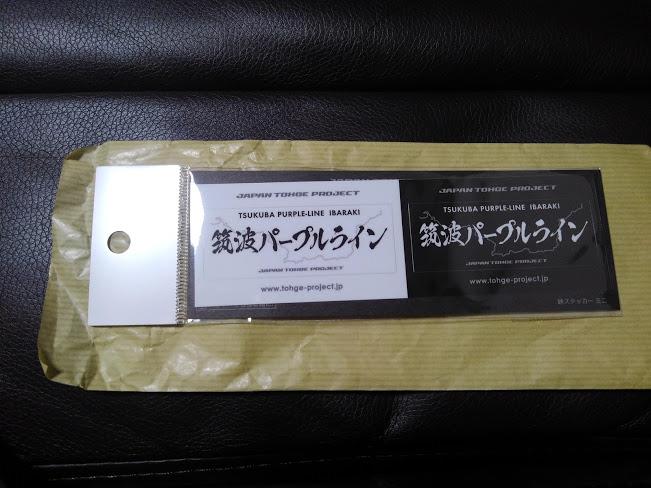 JAPAN TOHGE PROJECT
TSUKUBA PURPLE-LINE IBARAKI
筑波パープルライン
JAPAN TOHGE PROJECT
www.tohge-project.jp
JAPAN TOHGE PROJECT
TSUKUBA PURPLE-LINE IBARAKI
筑波パープルライン
JAPAN TOHGE PROJECT
www.tohge-project.jp
峠ステッカー ミニ